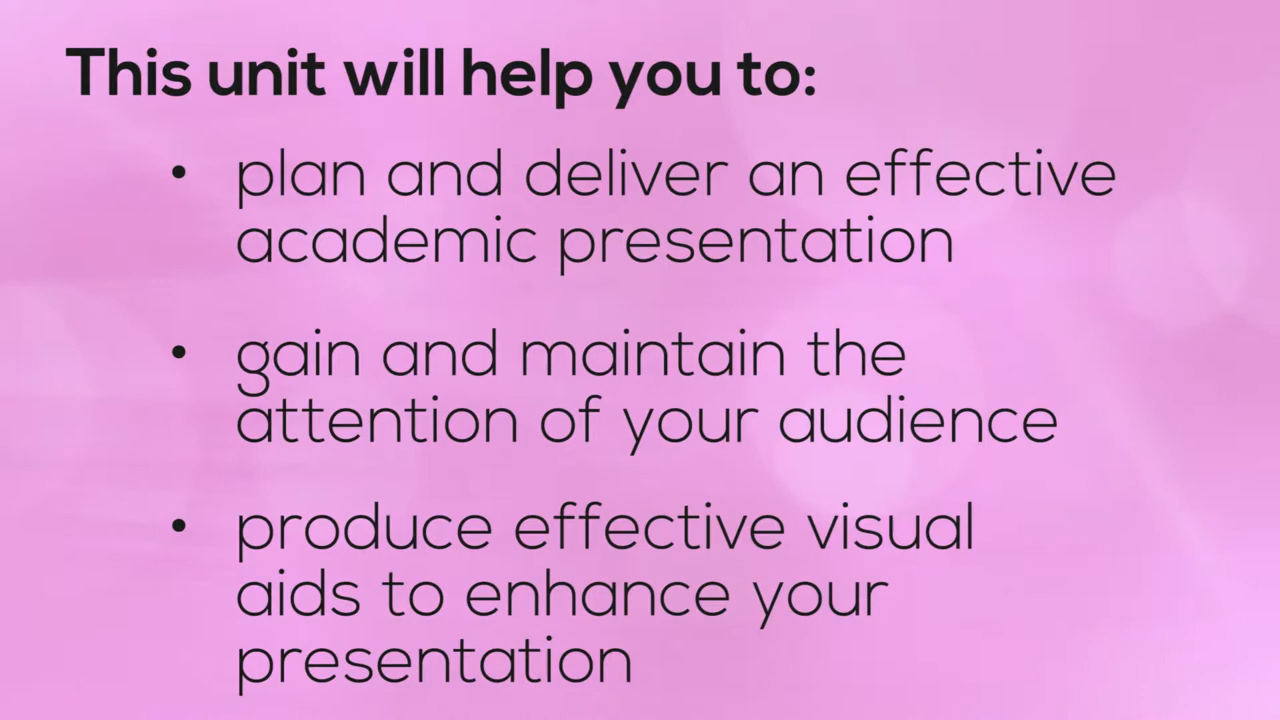 This unit will help you to:
• plan and deliver an effective
academic presentation
• gain and maintain the
attention of your audience
• produce effective visual
aids to enhance your
presentation